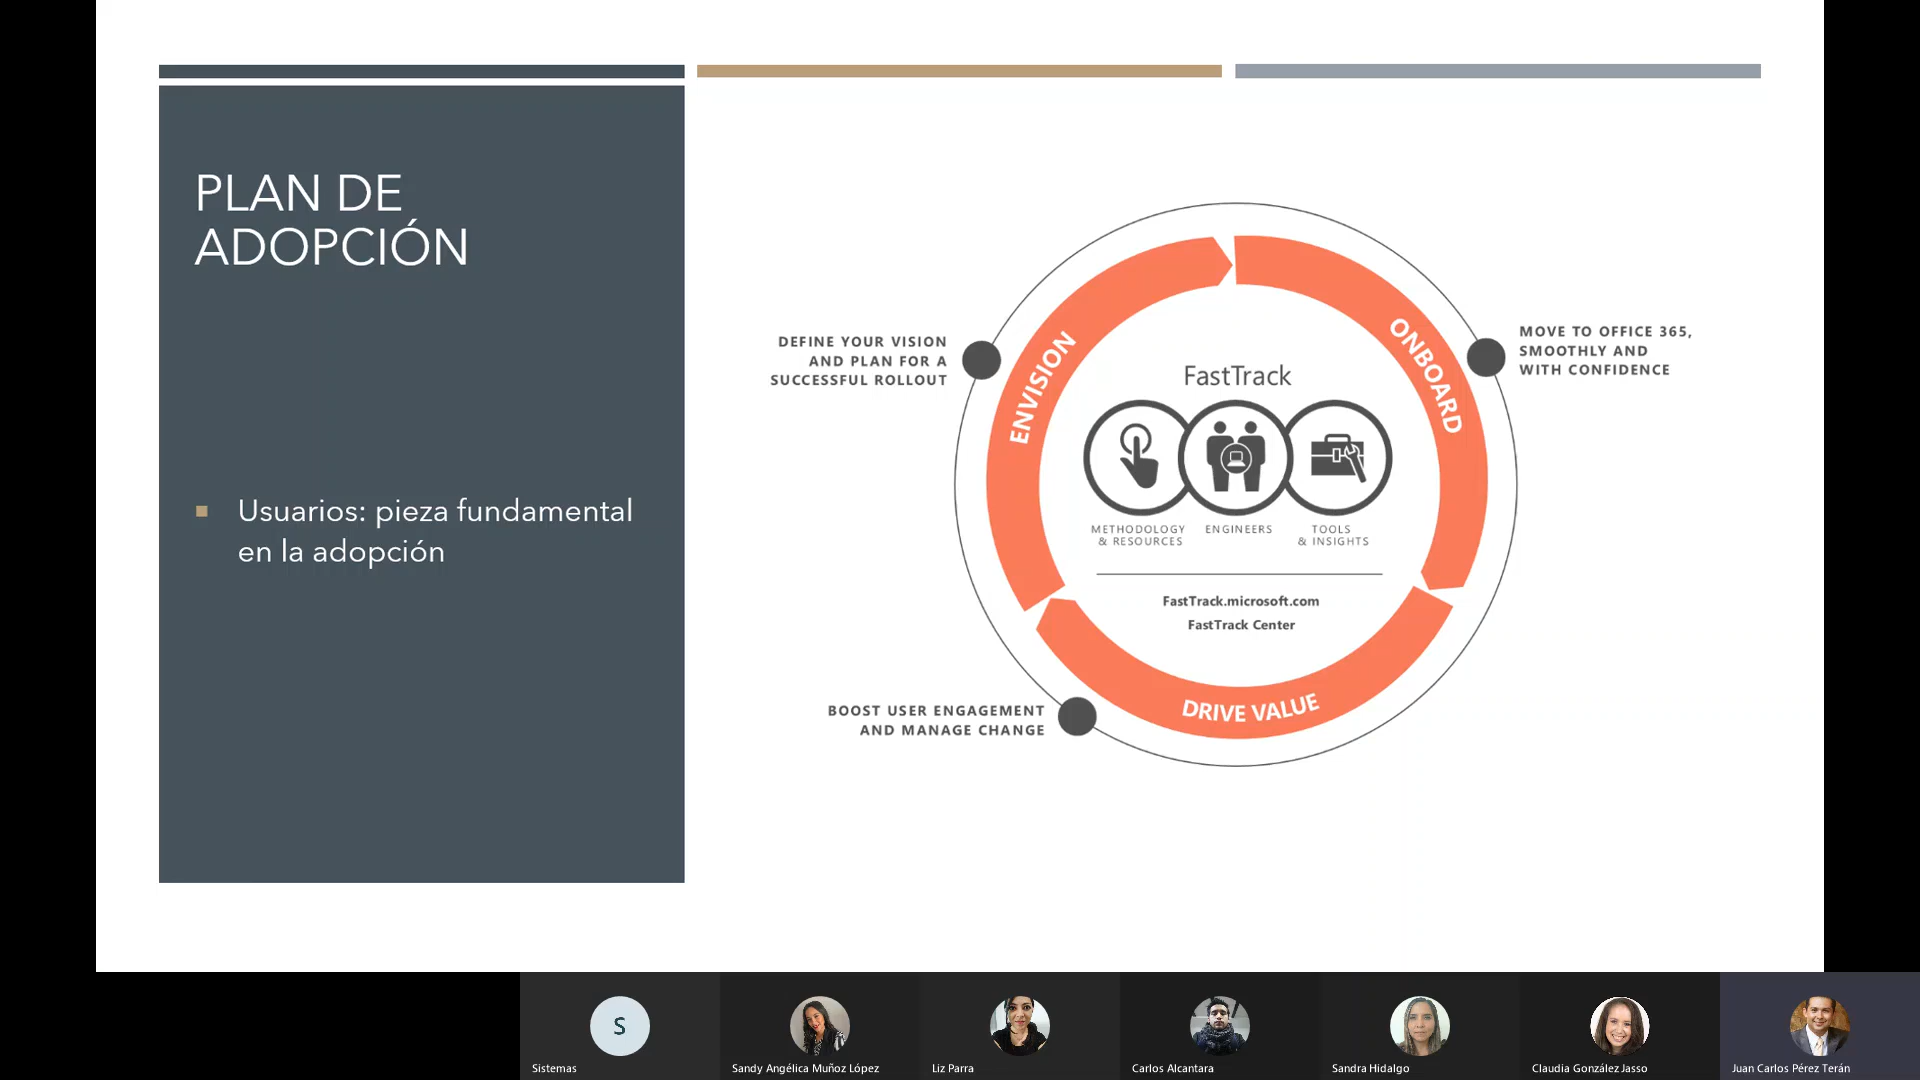 PLAN DE
ADOPCIÓN
Usuarios: pieza fundamental
en la adopción
DEFINE YOUR VISION
AND PLAN FOR A
SUCCESSFUL ROLLOUT
ENVISION
ONBOARD
MOVE TO OFFICE 365,
SMOOTHLY AND
WITH CONFIDENCE
FastTrack
METHODOLOGY
& RESOURCES
ENGINEERS
TOOLS
& INSIGHTS
FastTrack.microsoft.com
FastTrack Center
BOOST USER ENGAGEMENT
AND MANAGE CHANGE
DRIVE VALUE
S
Sistemas
Sandy Angélica Muñoz López
Liz Parra
Carlos Alcantara
Sandra Hidalgo
Claudia González Jasso
Juan Carlos Pérez Terán